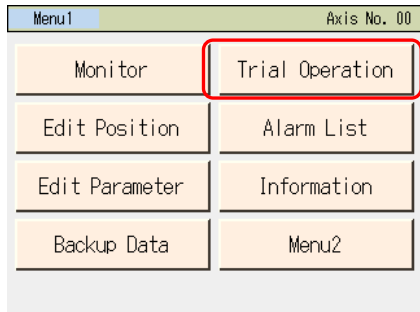 Menu1 Axis No. 00
Monitor Trial Operation
Edit Position Alarm List
Edit Parameter Information
Backup Data Menu2